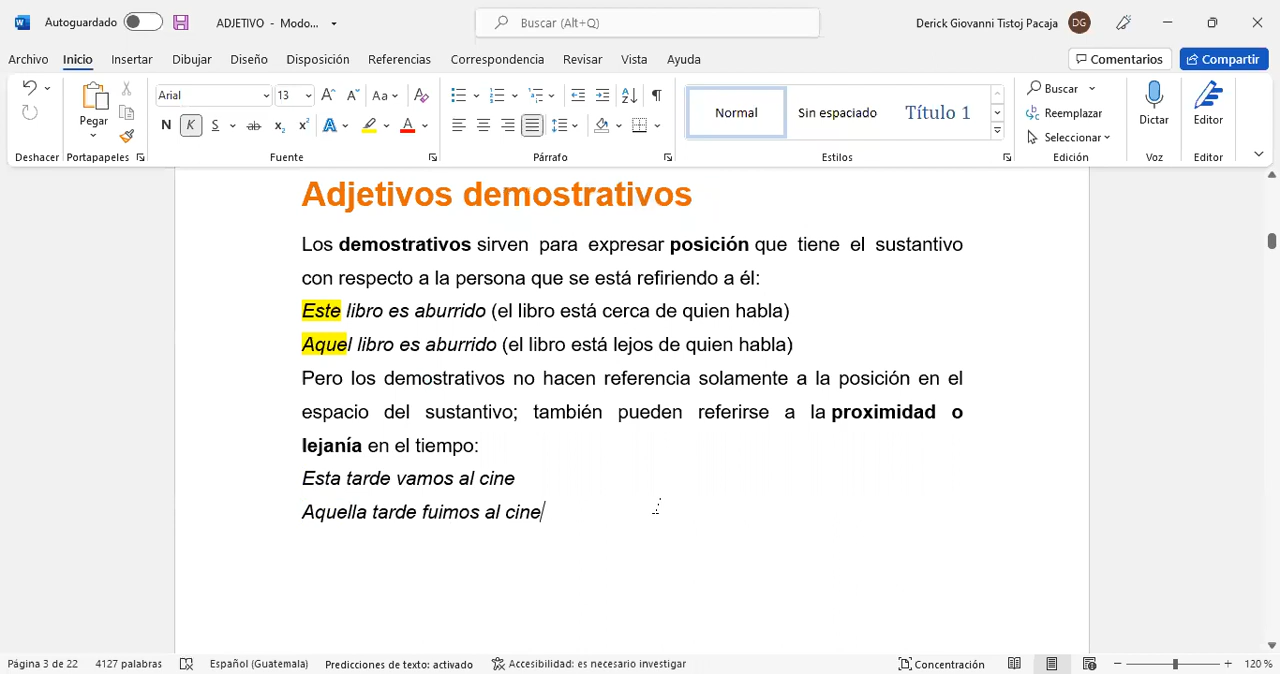 Autoguardado
ADJETIVO - Modo...
Buscar (Alt+Q)
Derick Giovanni Tistoj Pacaja
DG
Archivo Inicio Insertar Dibujar Diseño Disposición Referencias Correspondencia Revisar Vista Ayuda
Comentarios
Compartir
Pegar
Arial
13
N K S ab x₂ x² A A
Aa
Normal
Sin espaciado
Título 1
Buscar
Reemplazar
Seleccionar
Dictar
Editor
Deshacer Portapapeles Fuente Párrafo Estilos Edición Voz Editor
Adjetivos demostrativos
Los demostrativos sirven para expresar posición que tiene el sustantivo
con respecto a la persona que se está refiriendo a él:
Este libro es aburrido (el libro está cerca de quien habla)
Aquel libro es aburrido (el libro está lejos de quien habla)
Pero los demostrativos no hacen referencia solamente a la posición en el
espacio del sustantivo; también pueden referirse a la proximidad o
lejanía en el tiempo:
Esta tarde vamos al cine
Aquella tarde fuimos al cine
Página 3 de 22 4127 palabras Español (Guatemala) Predicciones de texto: activado Accesibilidad: es necesario investigar Concentración 120 %